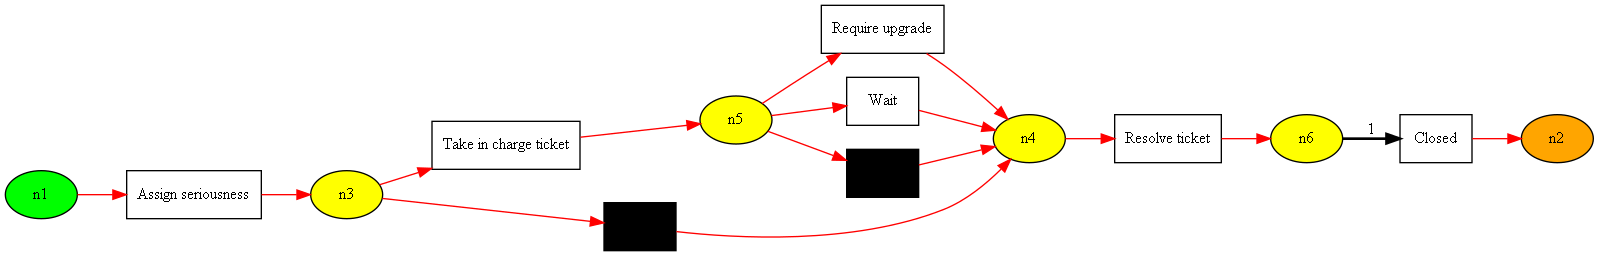 n1
Assign seriousness
n3
Take in charge ticket
n5
Require upgrade
Wait
n4
Resolve ticket
n6
1
Closed
n2